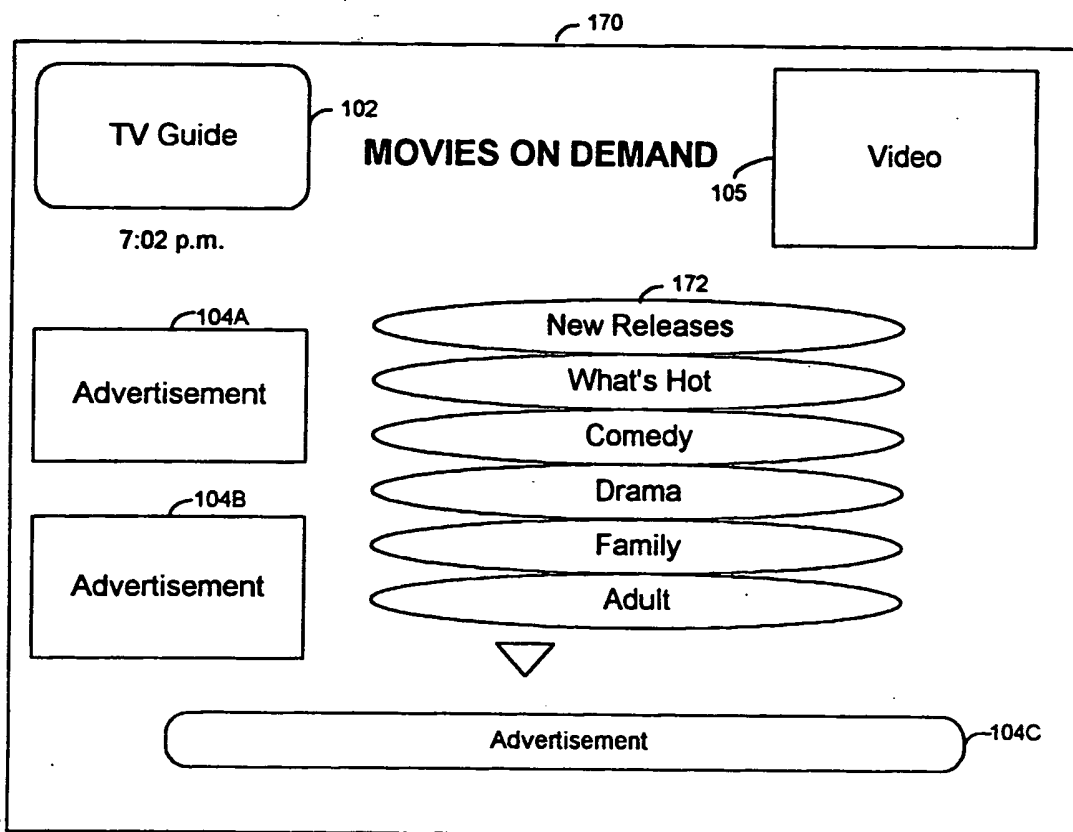 170
TV Guide
102
MOVIES ON DEMAND
105
Video
7:02 p.m.
104A
Advertisement
104B
Advertisement
172
New Releases
What's Hot
Comedy
Drama
Family
Adult
Advertisement
104C